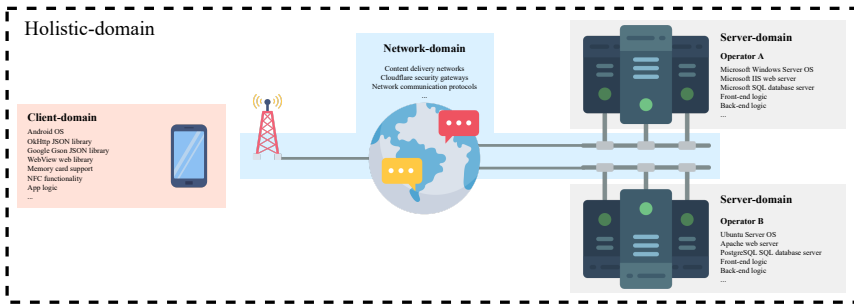 Holistic-domain
Client-domain
Android OS
OkHttp JSON library
Google Gson JSON library
WebView web library
Memory card support
NFC functionality
App logic
...
Network-domain
Content delivery networks
Cloudflare security gateways
Network communication protocols
...
Server-domain
Operator A
Microsoft Windows Server OS
Microsoft IIS web server
Microsoft SQL database server
Front-end logic
Back-end logic
...
Server-domain
Operator B
Ubuntu Server OS
Apache web server
PostgreSQL SQL database server
Front-end logic
Back-end logic
...